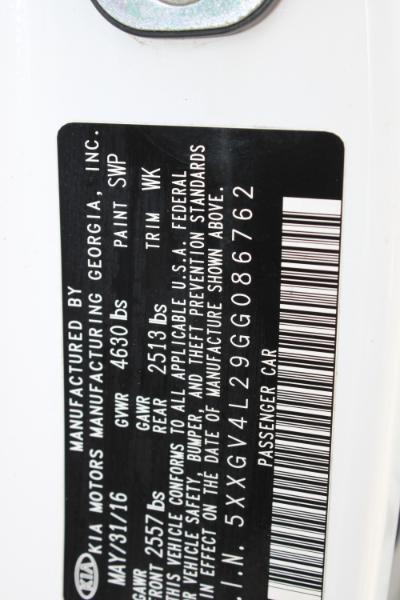 MANUFACTURED BY
KIA KIA MOTORS MANUFACTURING GEORGIA, INC.
MAY/31/16 GVWR 4630 lbs PAINT SWP
GAWR GAWR
FRONT 2557 lbs REAR 2513 lbs TRIM WK
THIS VEHICLE CONFORMS TO ALL APPLICABLE U.S.A. FEDERAL
VEHICLE SAFETY, BUMPER, AND THEFT PREVENTION STANDARDS
IN EFFECT ON THE DATE OF MANUFACTURE SHOWN ABOVE.
.I.N. 5XXGV4L29GG086762
PASSENGER CAR